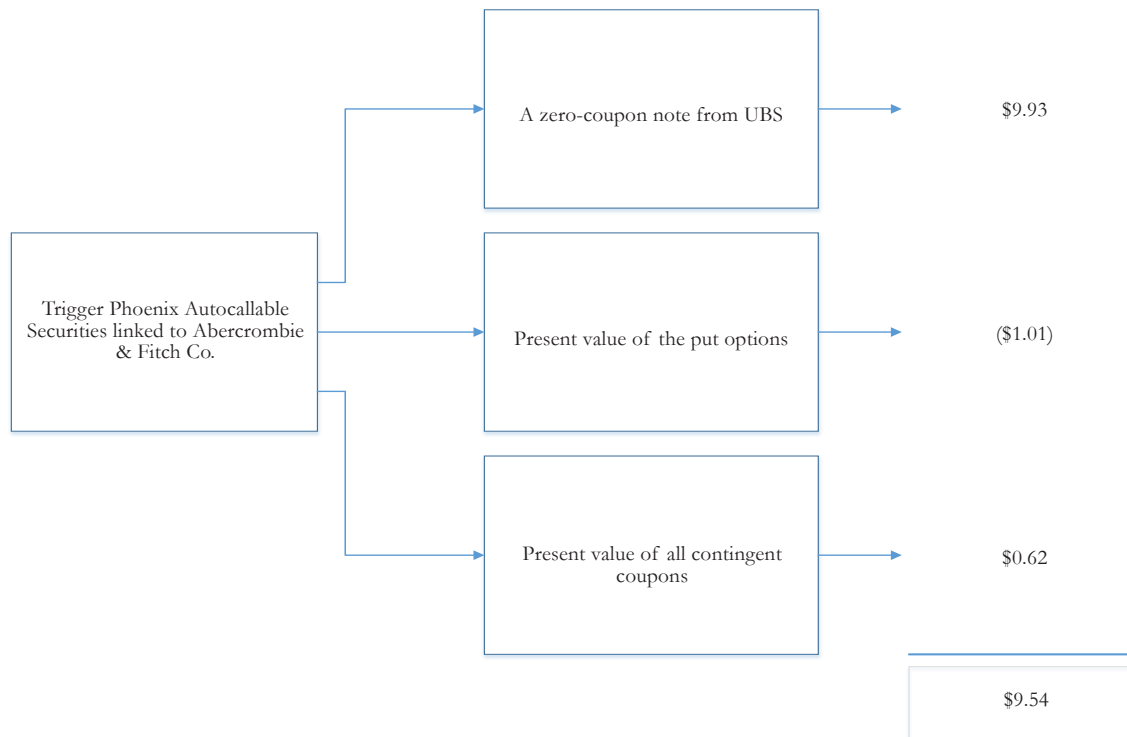 A zero-coupon note from UBS
$9.93
Trigger Phoenix Autocallable
Securities linked to Abercrombie
& Fitch Co.
Present value of the put options
($1.01)
Present value of all contingent
coupons
$0.62
$9.54